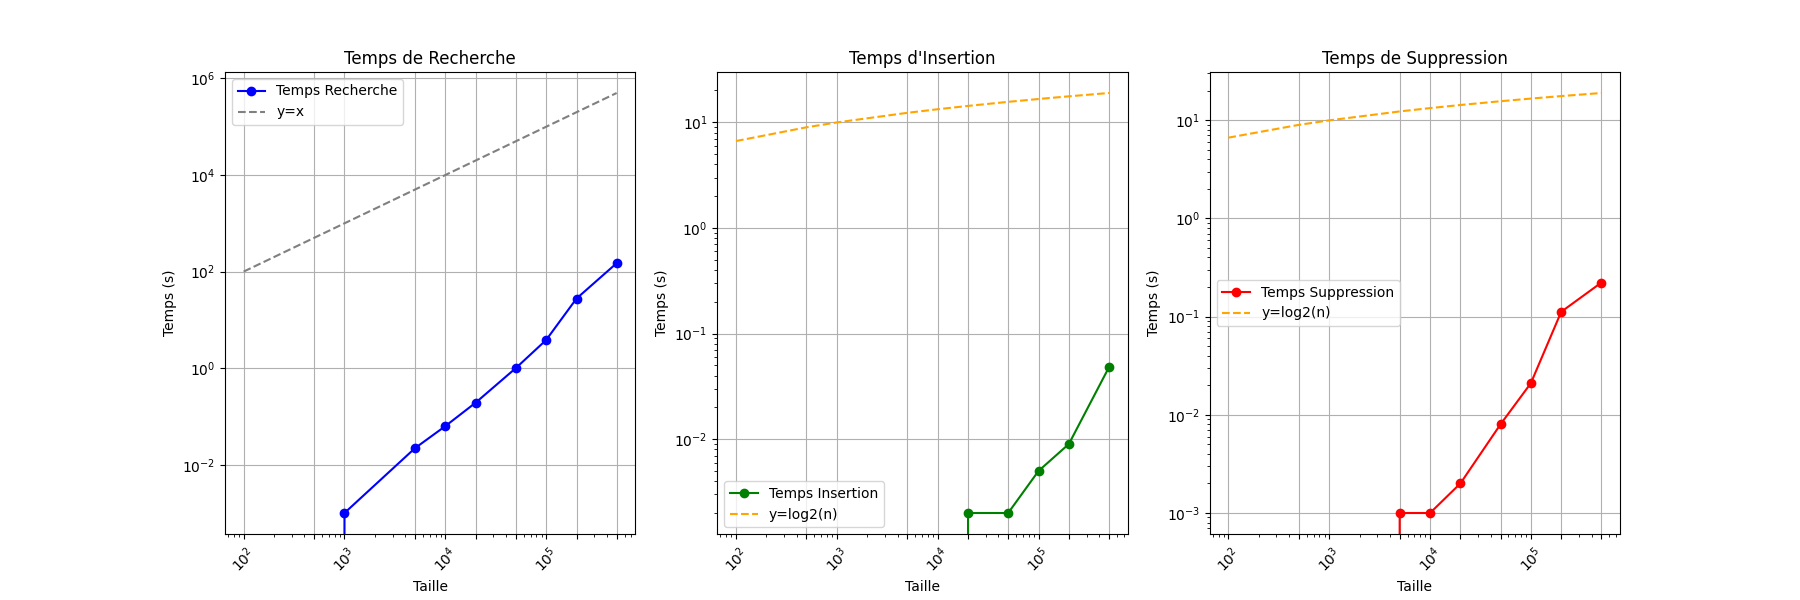 Temps de Recherche
Temps Recherche
y=x
10^6
10^4
10^2
10^0
10^-2
Temps (s)
10^2
10^3
10^4
10^5
Taille
Temps d'Insertion
10^1
10^0
10^-1
10^-2
Temps (s)
Temps Insertion
y=log2(n)
10^2
10^3
10^4
10^5
Taille
Temps de Suppression
10^1
10^0
10^-1
10^-2
10^-3
Temps (s)
Temps Suppression
y=log2(n)
10^2
10^3
10^4
10^5
Taille